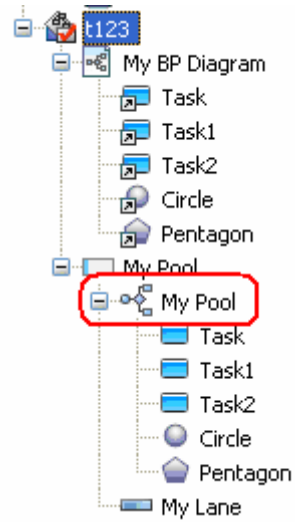 t123
My BP Diagram
Task
Task1
Task2
Circle
Pentagon
My Pool
My Pool
Task
Task1
Task2
Circle
Pentagon
My Lane